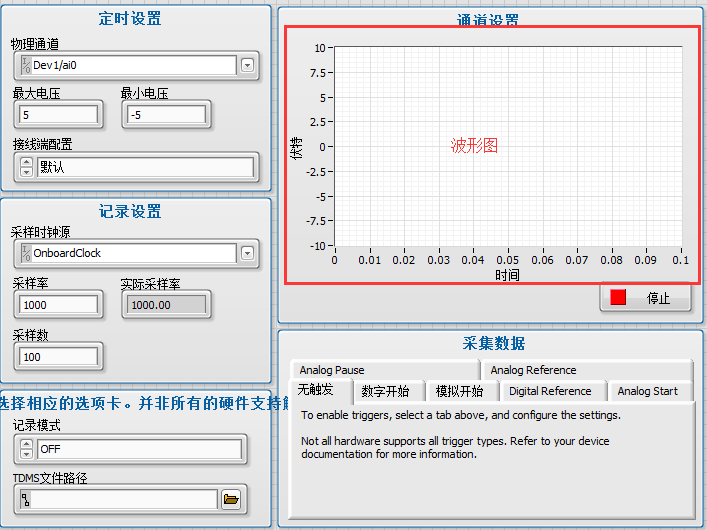 定时设置
物理通道
Dev1/ai0
最大电压
最小电压
5
-5
接线端配置
默认
记录设置
采样时钟源
OnboardClock
采样率
实际采样率
1000
1000.00
采样数
100
选择相应的选项卡。并非所有的硬件支持
记录模式
OFF
TDMS文件路径
通道设置
10
7.5
5
2.5
0
-2.5
-5
-7.5
-10
伏特
波形图
0 0.01 0.02 0.03 0.04 0.05 0.06 0.07 0.08 0.09 0.1
时间
停止
采集数据
Analog Pause
Analog Reference
无触发
数字开始
模拟开始
Digital Reference
Analog Start
To enable triggers, select a tab above, and configure the settings.
Not all hardware supports all trigger types. Refer to your device
documentation for more information.